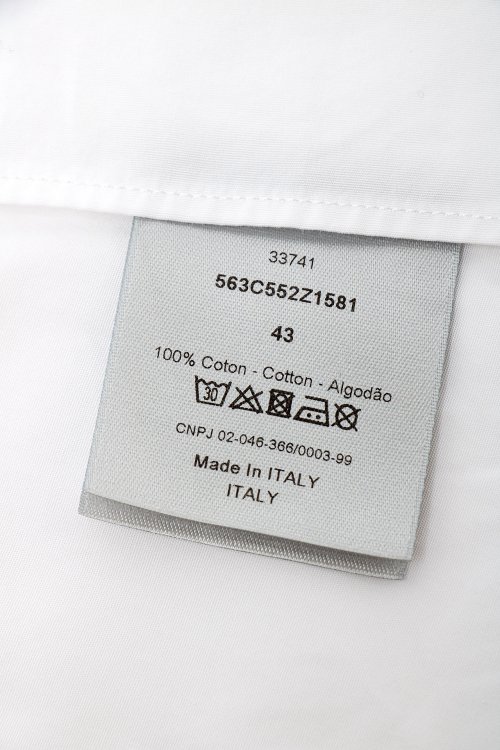 33741
563C552Z1581
43
100% Coton - Cotton - Algodão
30
CNPJ 02-046-366/0003-99
Made In ITALY
ITALY